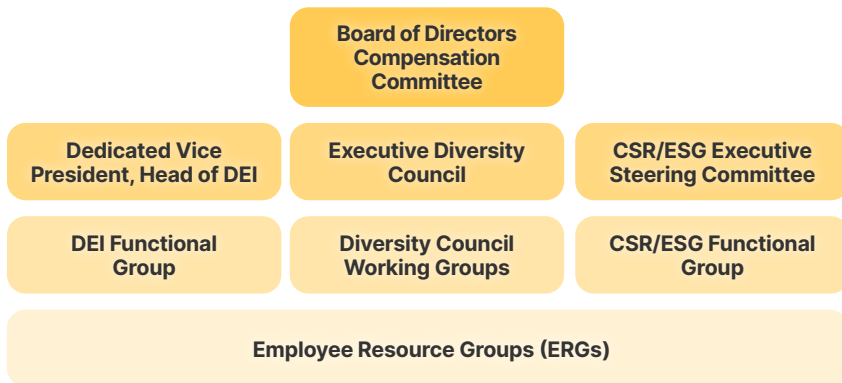 Board of Directors
Compensation
Committee
Dedicated Vice
President, Head of DEI
Executive Diversity
Council
CSR/ESG Executive
Steering Committee
DEI Functional
Group
Diversity Council
Working Groups
CSR/ESG Functional
Group
Employee Resource Groups (ERGs)